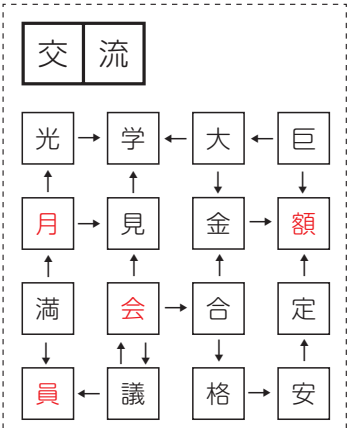 交流
光→学←大←巨
↑ ↑ ↓ ↓
月→見 金→額
↑ ↑ ↑ ↑
満 会→合 定
↓ ↑↓ ↓ ↑
員←議 格→安